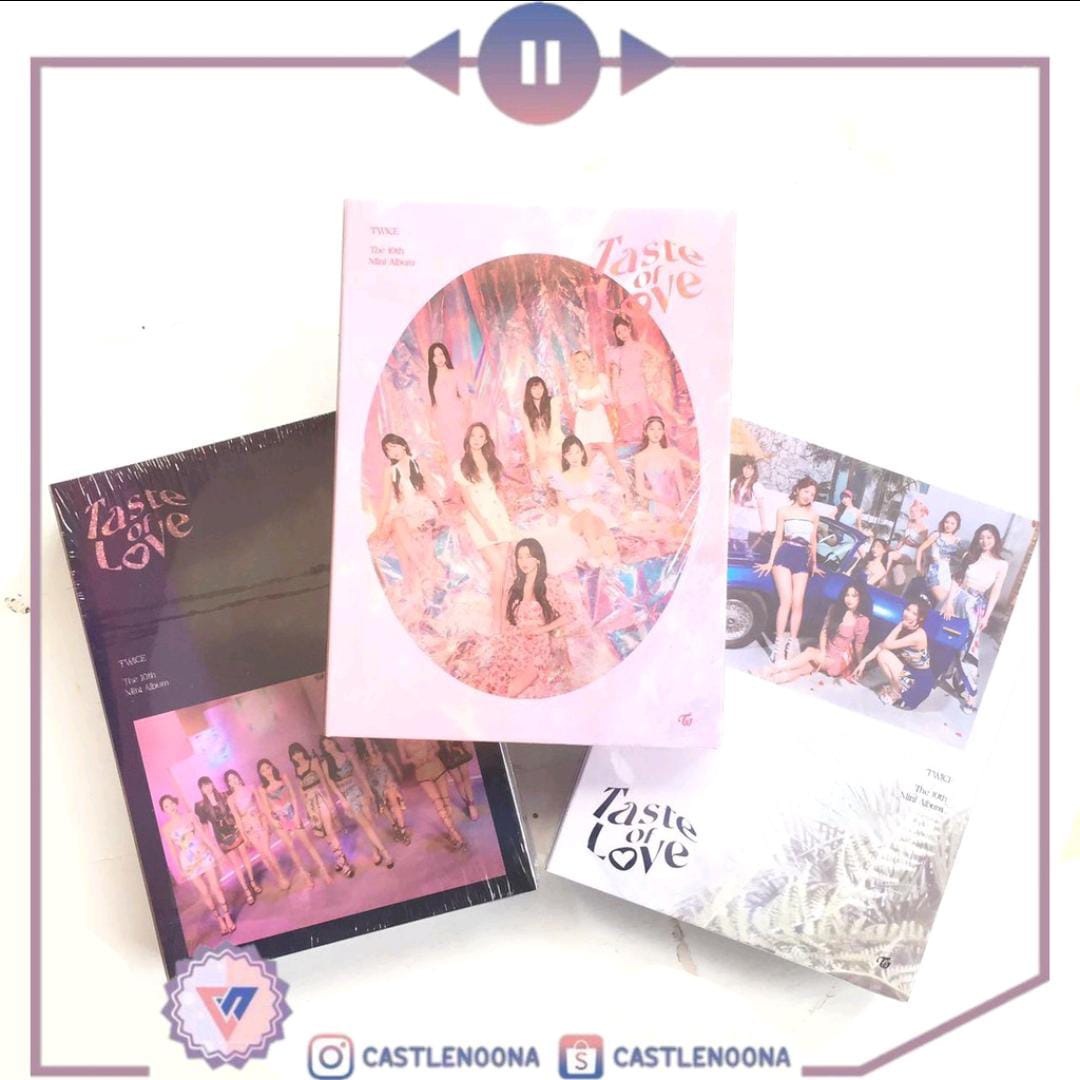 TWICE
The 10th
Mini Album
Taste
of
Love
Taste
of
Love
TWICE
The 10th
Mini Album
TWICE
The 10th
Mini Album
Taste
of
Love
CASTLENOONA
CASTLENOONA